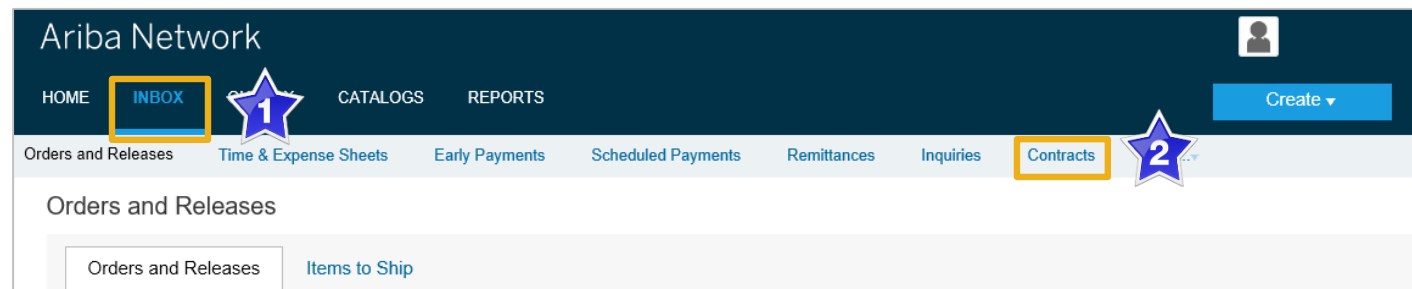 Ariba Network
HOME INBOX CATALOGS REPORTS
1
Create
2
Orders and Releases Time & Expense Sheets Early Payments Scheduled Payments Remittances Inquiries Contracts
Orders and Releases
Orders and Releases Items to Ship